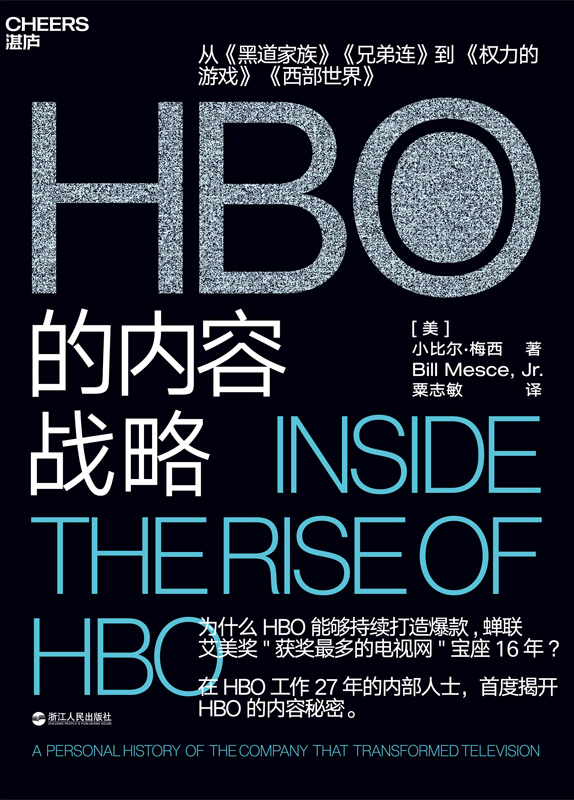 CHEERS
湛庐
从《黑道家族》《兄弟连》到《权力的
游戏》《西部世界》
HBO
的内容
战略
[美]
小比尔·梅西 著
Bill Mesce, Jr.
粟志敏 译
INSIDE
THE RISE OF
HBO
为什么 HBO 能够持续打造爆款,蝉联
艾美奖"获奖最多的电视网"宝座 16 年?
在 HBO 工作 27 年的内部人士,首度揭开
HBO 的内容秘密。
浙江人民出版社
ZHEJIANG PEOPLE'S PUBLISHING HOUSE
A PERSONAL HISTORY OF THE COMPANY THAT TRANSFORMED TELEVISION